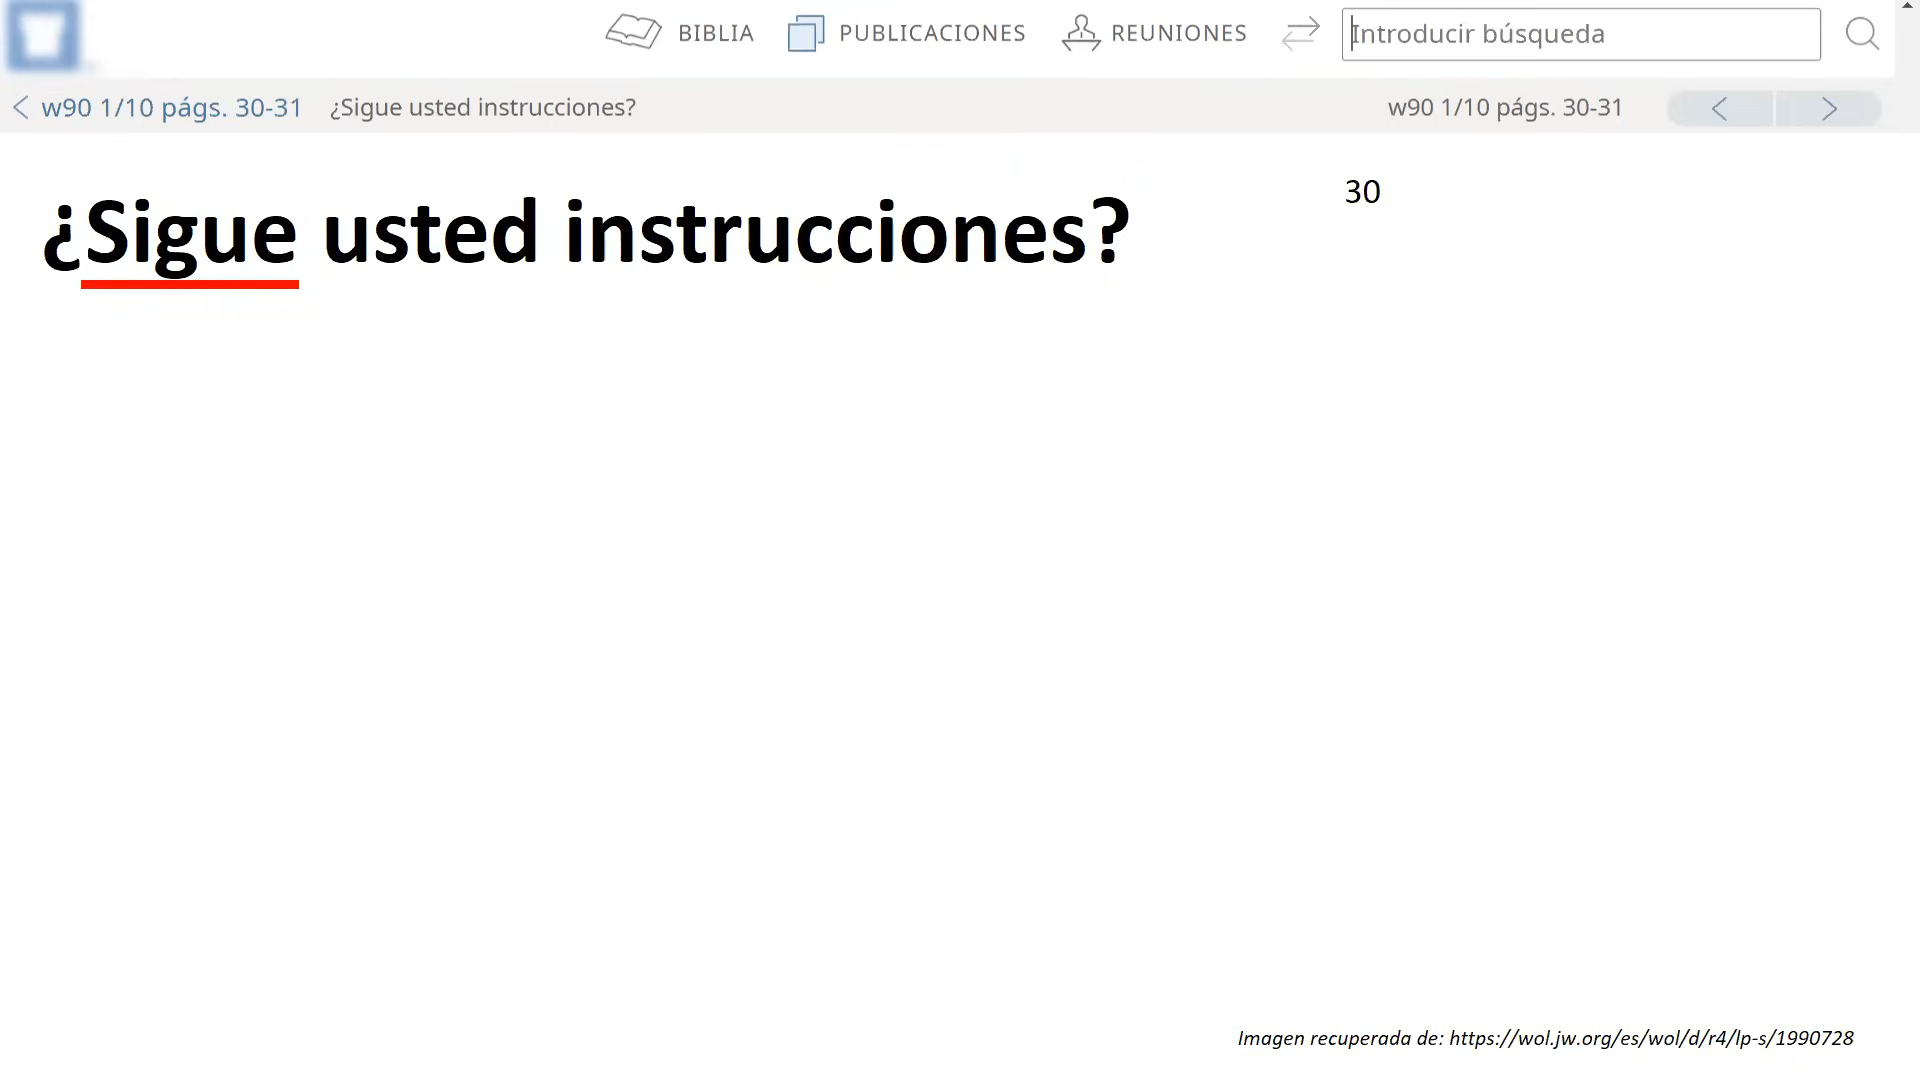 BIBLIA PUBLICACIONES REUNIONES Introducir búsqueda
w90 1/10 págs. 30-31 ¿Sigue usted instrucciones? w90 1/10 págs. 30-31
30
¿Sigue usted instrucciones?
Imagen recuperada de: https://wol.jw.org/es/wol/d/r4/lp-s/1990728